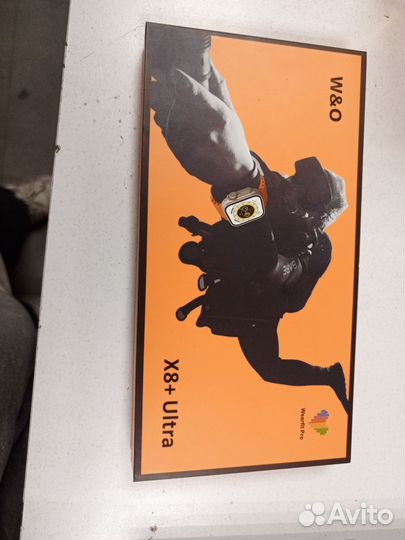 W&O
X8+ Ultra
Wearfit Pro
Avito